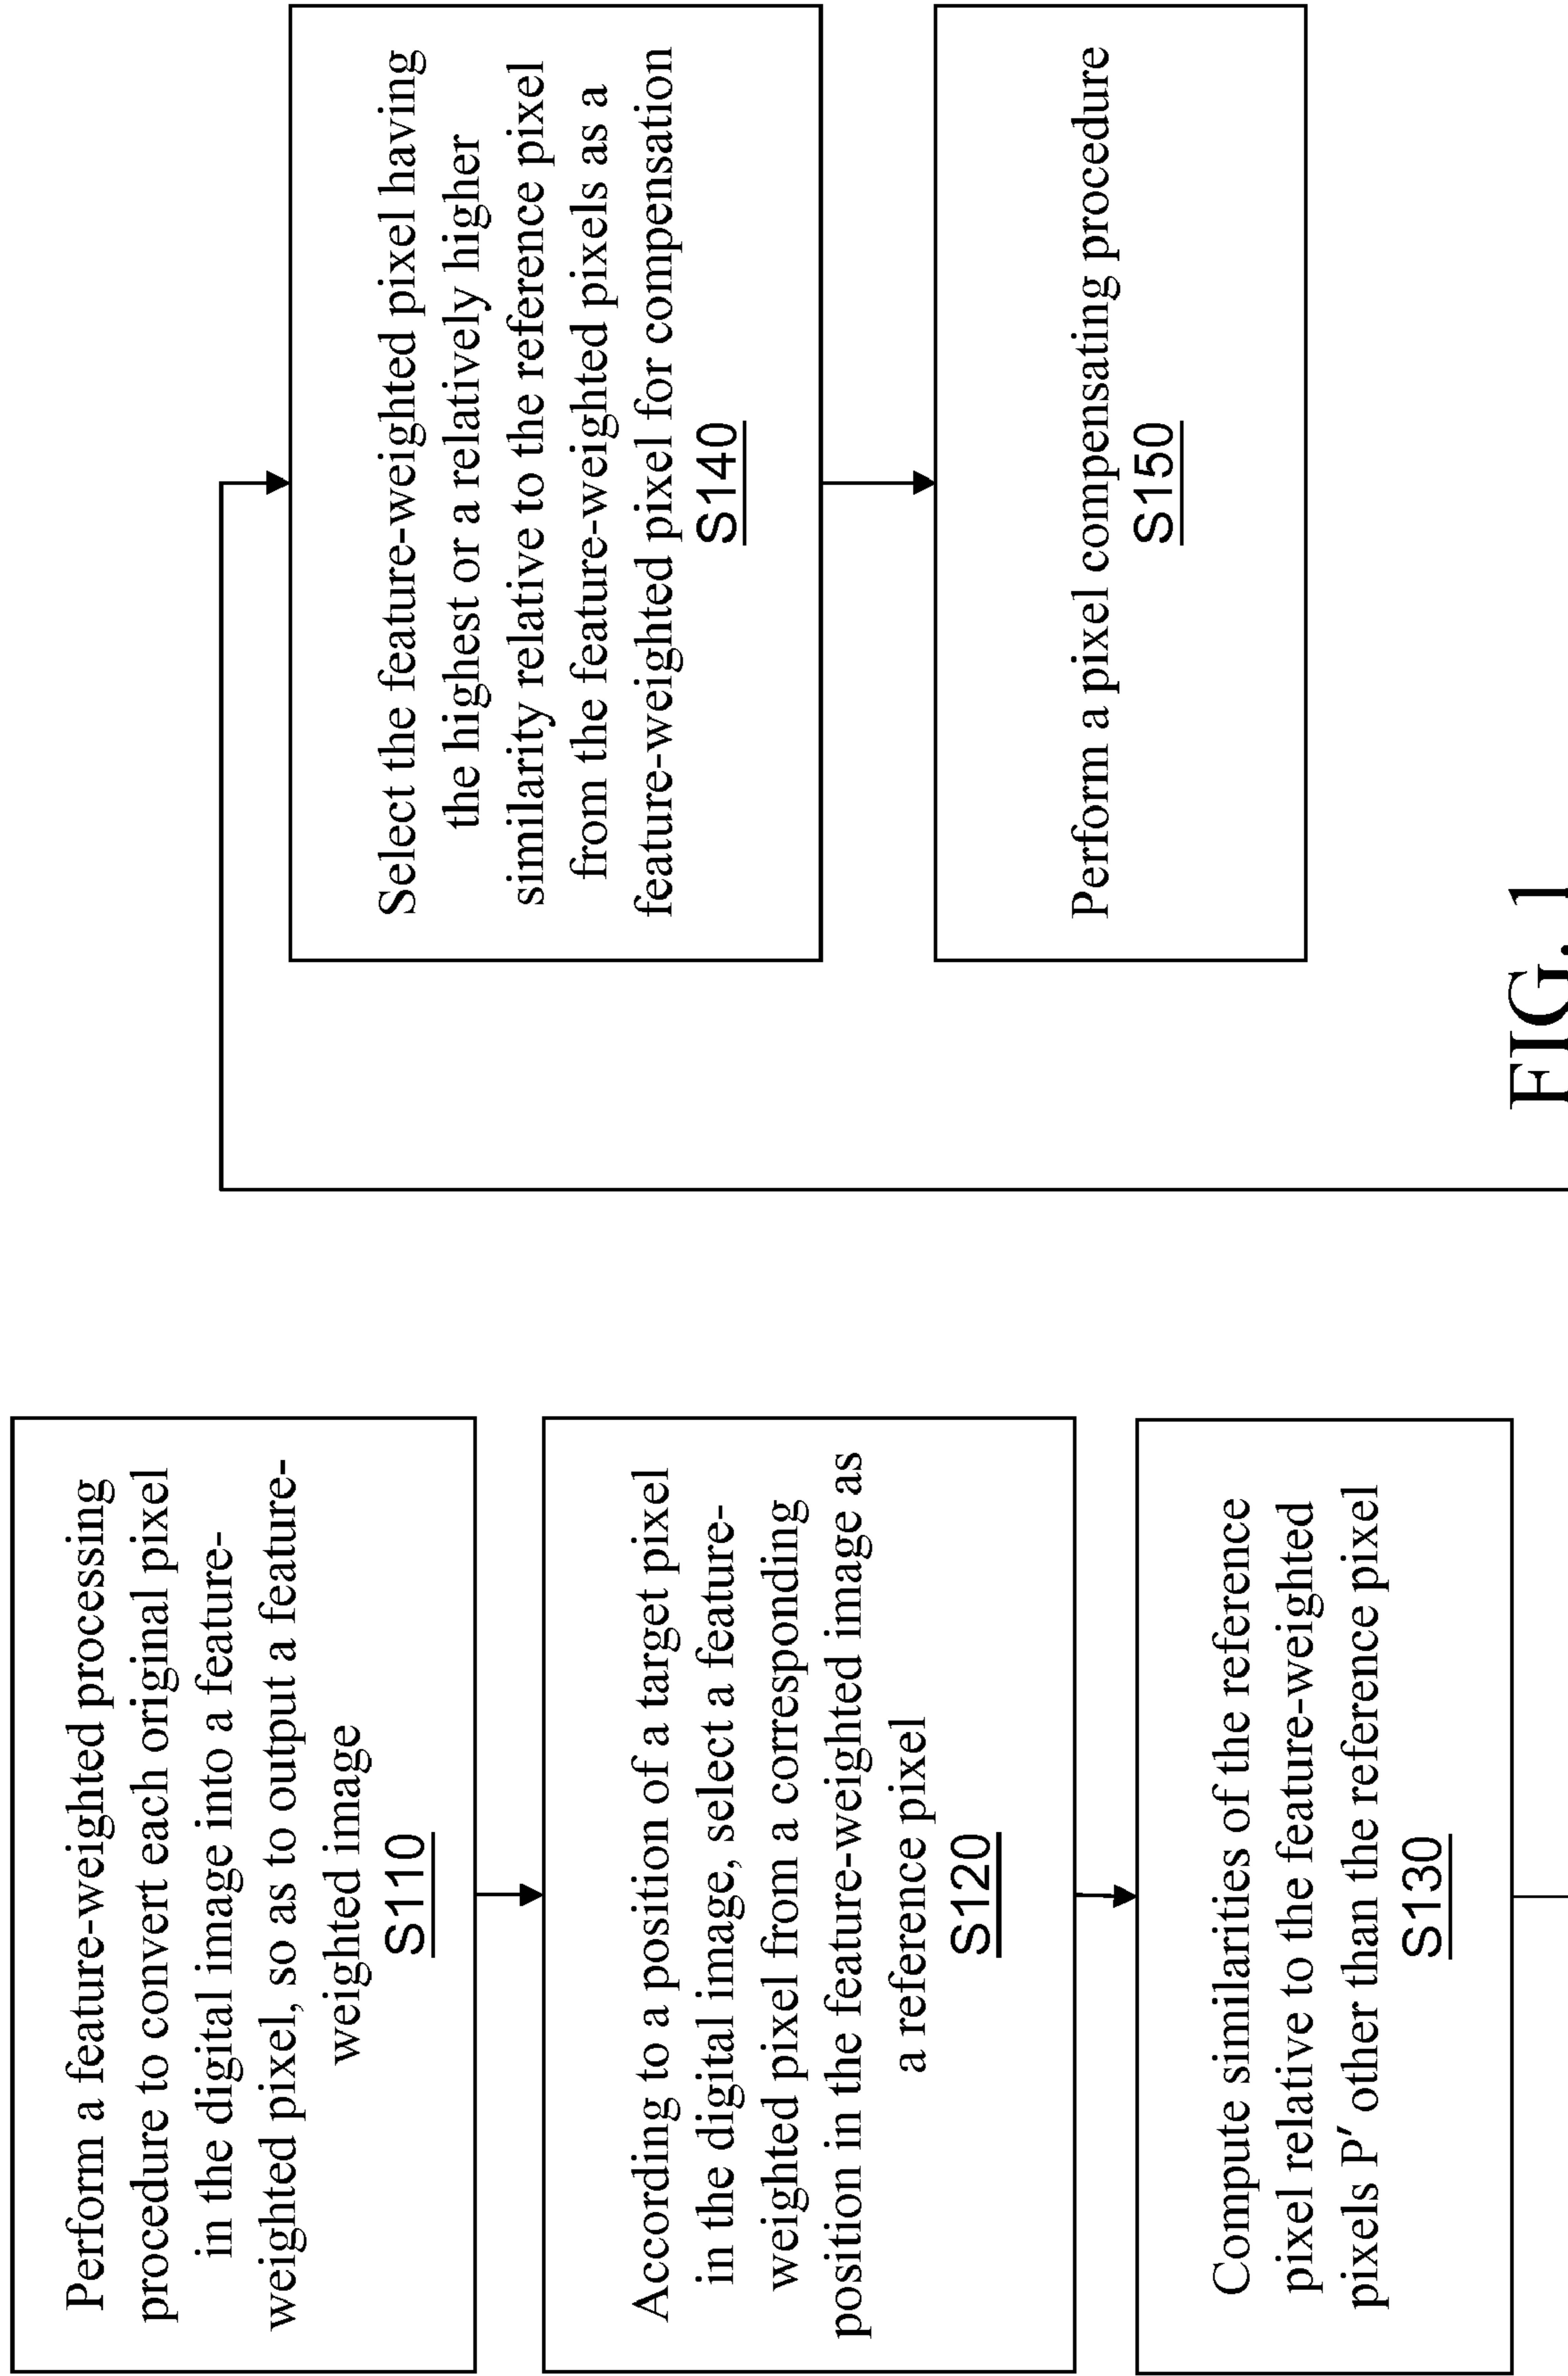 Perform a feature-weighted processing
procedure to convert each original pixel
in the digital image into a feature-
weighted pixel, so as to output a feature-
weighted image
S110
According to a position of a target pixel
in the digital image, select a feature-
weighted pixel from a corresponding
position in the feature-weighted image as
a reference pixel
S120
Compute similarities of the reference
pixel relative to the feature-weighted
pixels P' other than the reference pixel
S130
Select the feature-weighted pixel having
the highest or a relatively higher
similarity relative to the reference pixel
from the feature-weighted pixels as a
feature-weighted pixel for compensation
S140
Perform a pixel compensating procedure
S150
FIG. 1